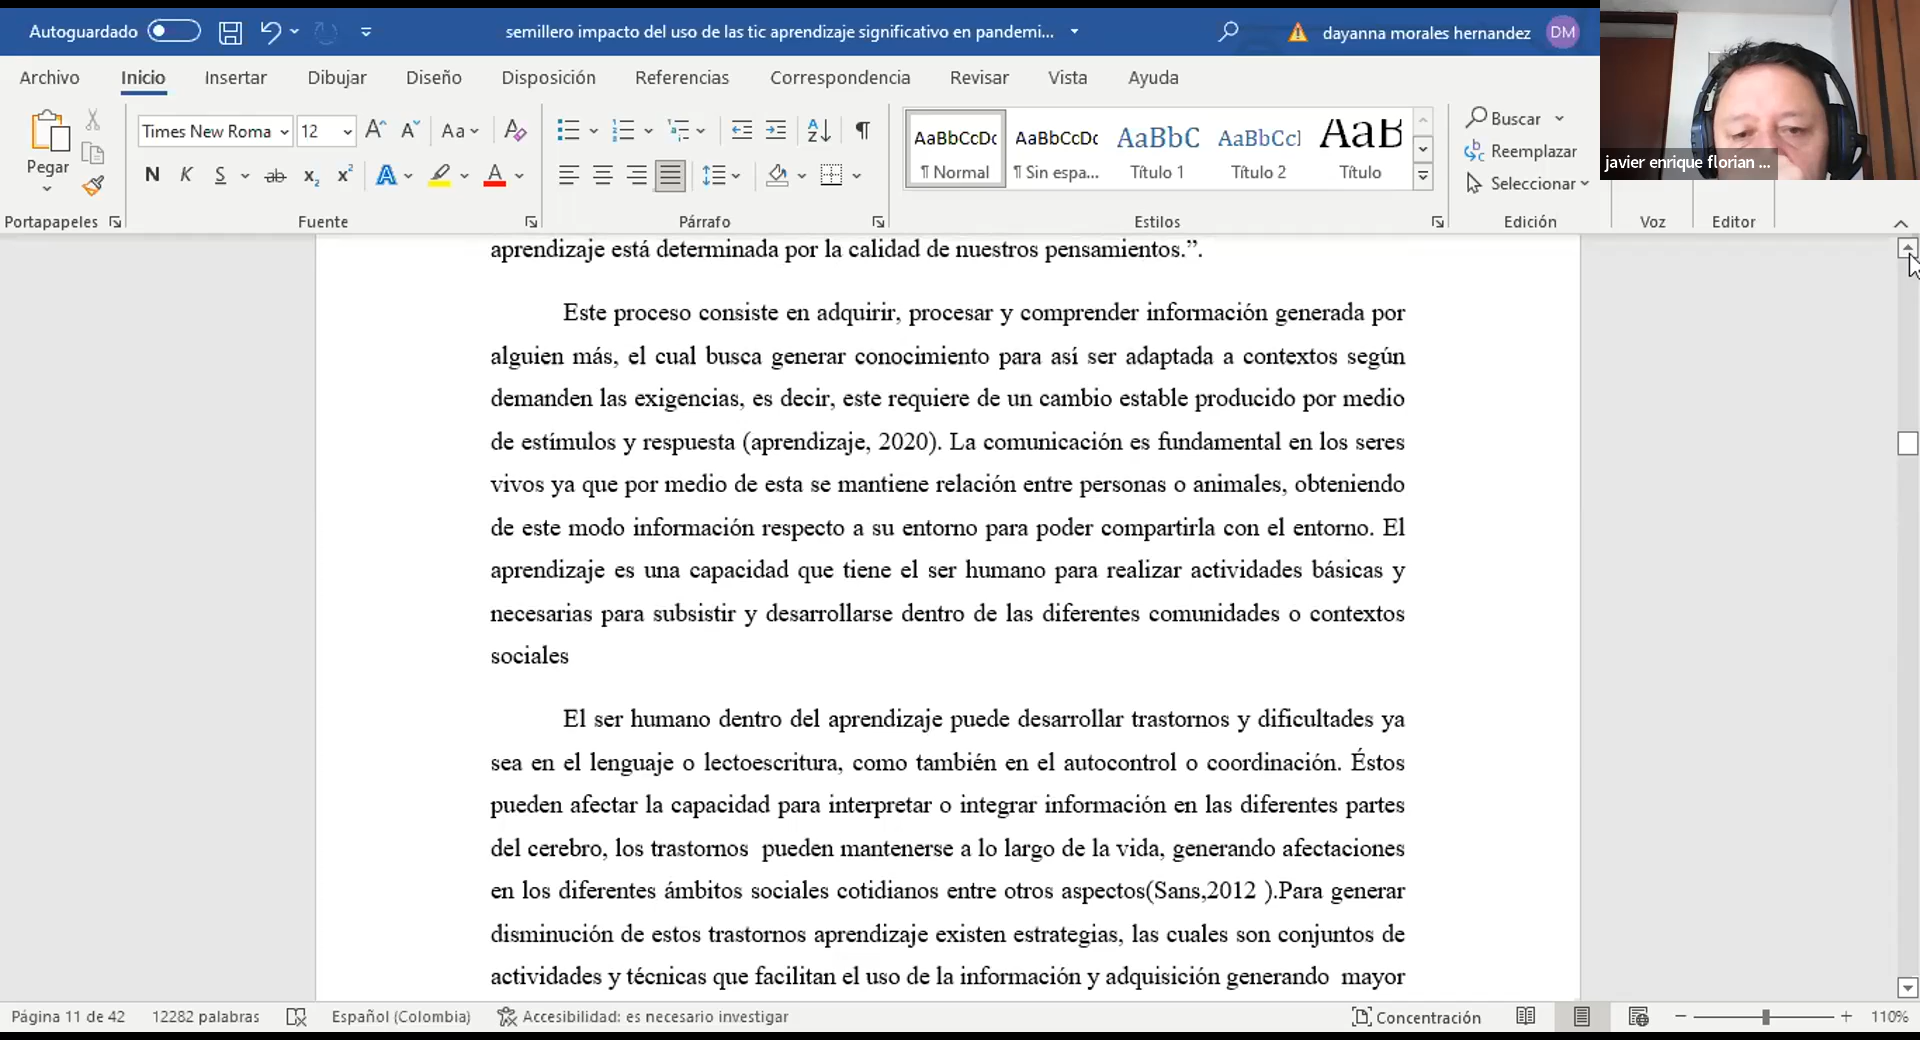 Autoguardado
semillero impacto del uso de las tic aprendizaje significativo en pandemi...
dayanna morales hernandez
DM
Archivo Inicio Insertar Dibujar Diseño Disposición Referencias Correspondencia Revisar Vista Ayuda
Pegar
Times New Roma 12
Aa
N K S ab x₂ x²
AaBbCcDc AaBbCcDc AaBbC AaBbCcI AaB
¶ Normal ¶ Sin espa... Título 1 Título 2 Título
Buscar
Reemplazar
Seleccionar
javier enrique florian ...
Portapapeles Fuente Párrafo Estilos Edición Voz Editor
aprendizaje está determinada por la calidad de nuestros pensamientos.”.
Este proceso consiste en adquirir, procesar y comprender información generada por
alguien más, el cual busca generar conocimiento para así ser adaptada a contextos según
demanden las exigencias, es decir, este requiere de un cambio estable producido por medio
de estímulos y respuesta (aprendizaje, 2020). La comunicación es fundamental en los seres
vivos ya que por medio de esta se mantiene relación entre personas o animales, obteniendo
de este modo información respecto a su entorno para poder compartirla con el entorno. El
aprendizaje es una capacidad que tiene el ser humano para realizar actividades básicas y
necesarias para subsistir y desarrollarse dentro de las diferentes comunidades o contextos
sociales
El ser humano dentro del aprendizaje puede desarrollar trastornos y dificultades ya
sea en el lenguaje o lectoescritura, como también en el autocontrol o coordinación. Éstos
pueden afectar la capacidad para interpretar o integrar información en las diferentes partes
del cerebro, los trastornos  pueden mantenerse a lo largo de la vida, generando afectaciones
en los diferentes ámbitos sociales cotidianos entre otros aspectos(Sans,2012 ).Para generar
disminución de estos trastornos aprendizaje existen estrategias, las cuales son conjuntos de
actividades y técnicas que facilitan el uso de la información y adquisición generando  mayor
Página 11 de 42 12282 palabras Español (Colombia) Accesibilidad: es necesario investigar Concentración 110%